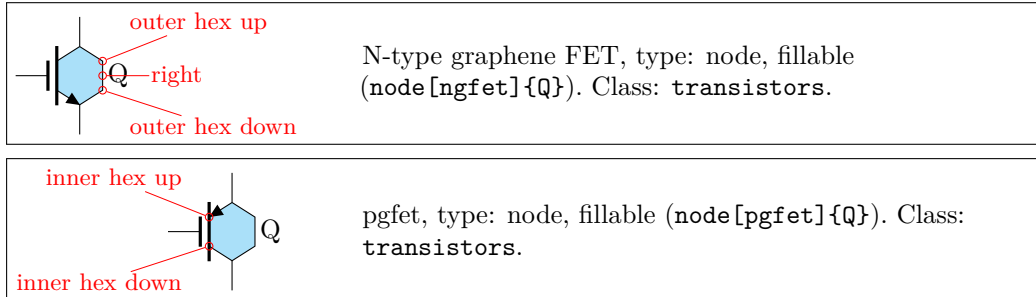 outer hex up
Q
right
outer hex down
N-type graphene FET, type: node, fillable
(node[ngfet]{Q}). Class: transistors.
inner hex up
Q
inner hex down
pgfet, type: node, fillable (node[pgfet]{Q}). Class:
transistors.